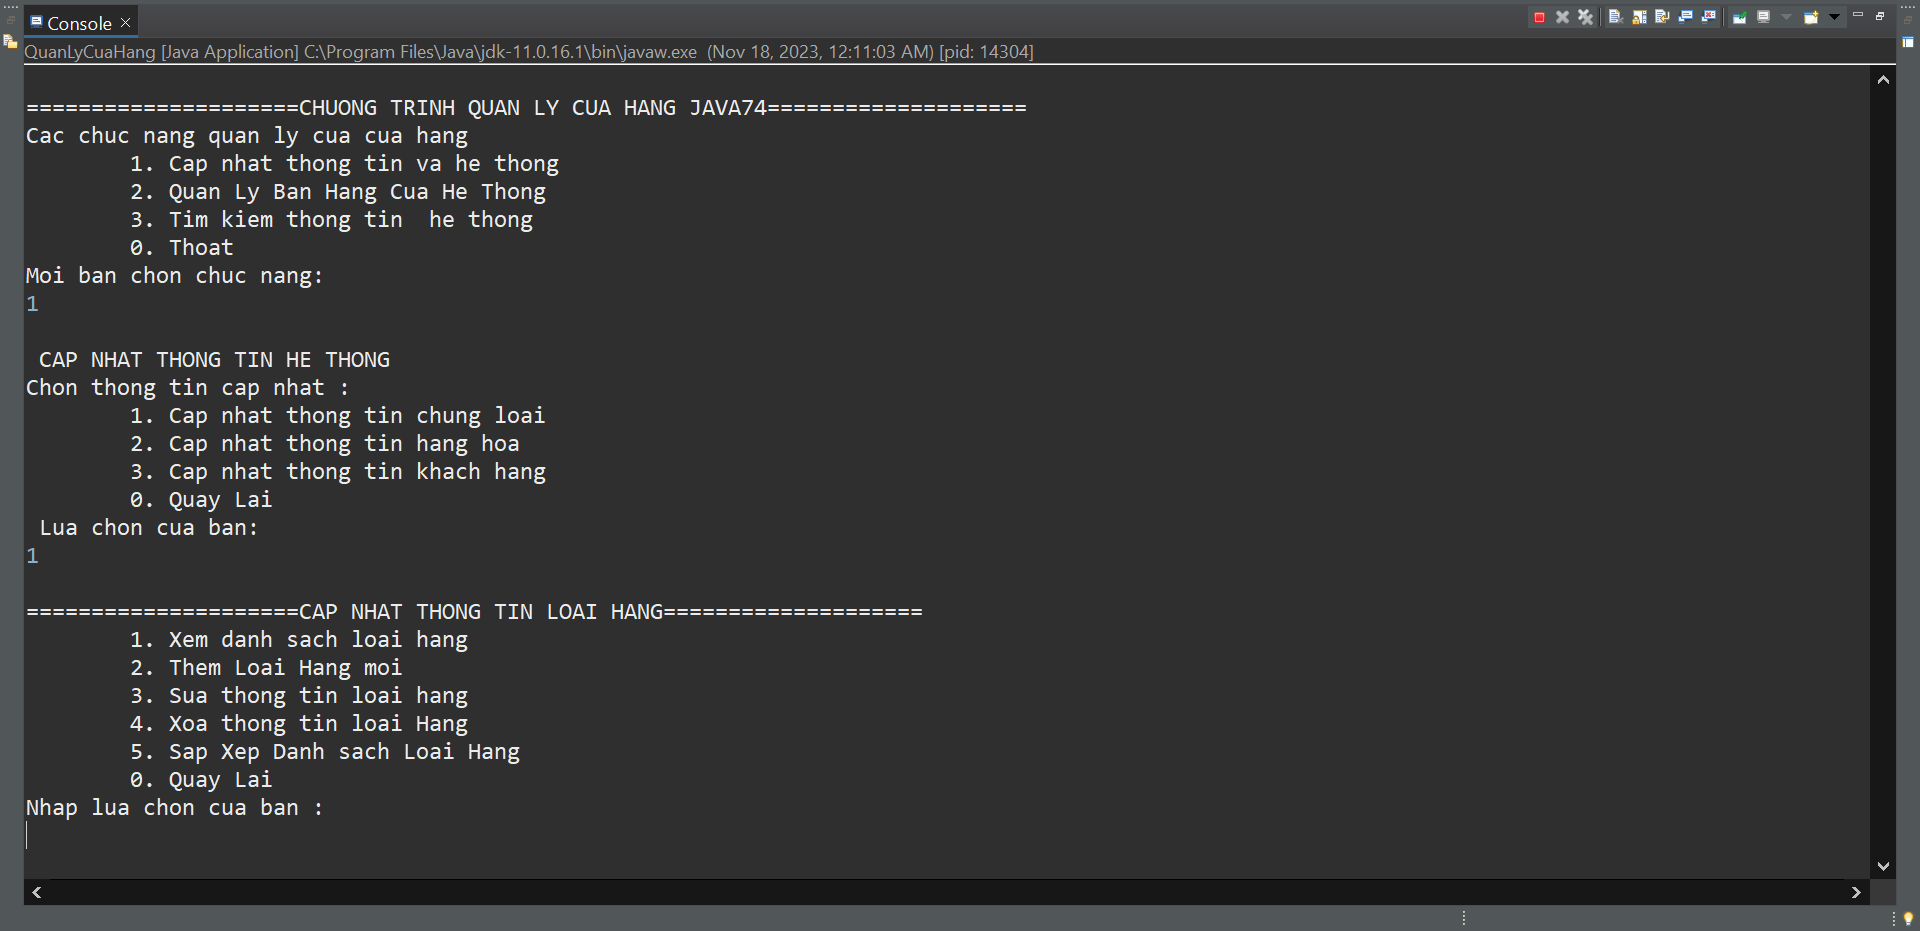 Console
QuanLyCuaHang [Java Application] C:\Program Files\Java\jdk-11.0.16.1\bin\javaw.exe  (Nov 18, 2023, 12:11:03 AM) [pid: 14304]
=====================CHUONG TRINH QUAN LY CUA HANG JAVA74====================
Cac chuc nang quan ly cua cua hang
1. Cap nhat thong tin va he thong
2. Quan Ly Ban Hang Cua He Thong
3. Tim kiem thong tin  he thong
0. Thoat
Moi ban chon chuc nang:
1
CAP NHAT THONG TIN HE THONG
Chon thong tin cap nhat :
1. Cap nhat thong tin chung loai
2. Cap nhat thong tin hang hoa
3. Cap nhat thong tin khach hang
0. Quay Lai
Lua chon cua ban:
1
=====================CAP NHAT THONG TIN LOAI HANG====================
1. Xem danh sach loai hang
2. Them Loai Hang moi
3. Sua thong tin loai hang
4. Xoa thong tin loai Hang
5. Sap Xep Danh sach Loai Hang
0. Quay Lai
Nhap lua chon cua ban :